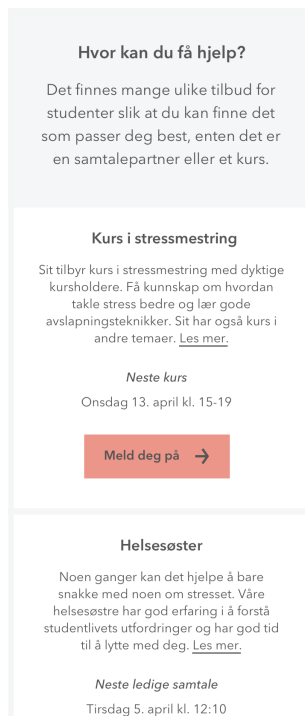 Hvor kan du få hjelp?
Det finnes mange ulike tilbud for
studenter slik at du kan finne det
som passer deg best, enten det er
en samtalepartner eller et kurs.
Kurs i stressmestring
Sit tilbyr kurs i stressmestring med dyktige
kursholdere. Få kunnskap om hvordan
takle stress bedre og lær gode
avslapningsteknikker. Sit har også kurs i
andre temaer. Les mer.
Neste kurs
Onsdag 13. april kl. 15-19
Meld deg på
Helsesøster
Noen ganger kan det hjelpe å bare
snakke med noen om stresset. Våre
helsesøstre har god erfaring i å forstå
studentlivets utfordringer og har god tid
til å lytte med deg. Les mer.
Neste ledige samtale
Tirsdag 5. april kl. 12:10